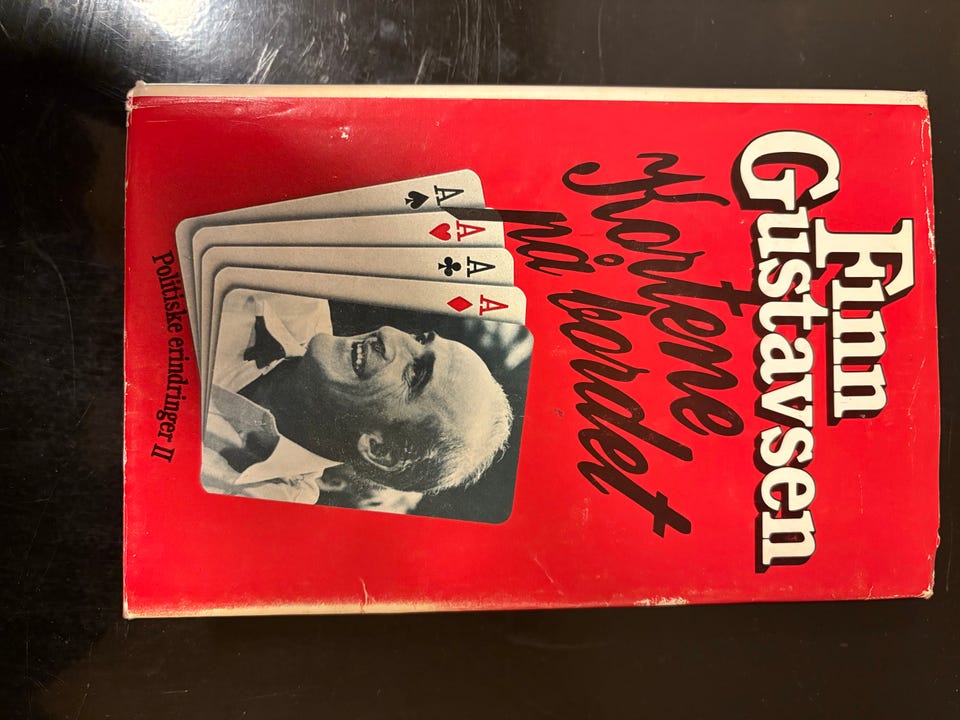 Finn
Gustavsen
Kortene
på bordet
A
A
A
A
Politiske erindringer II